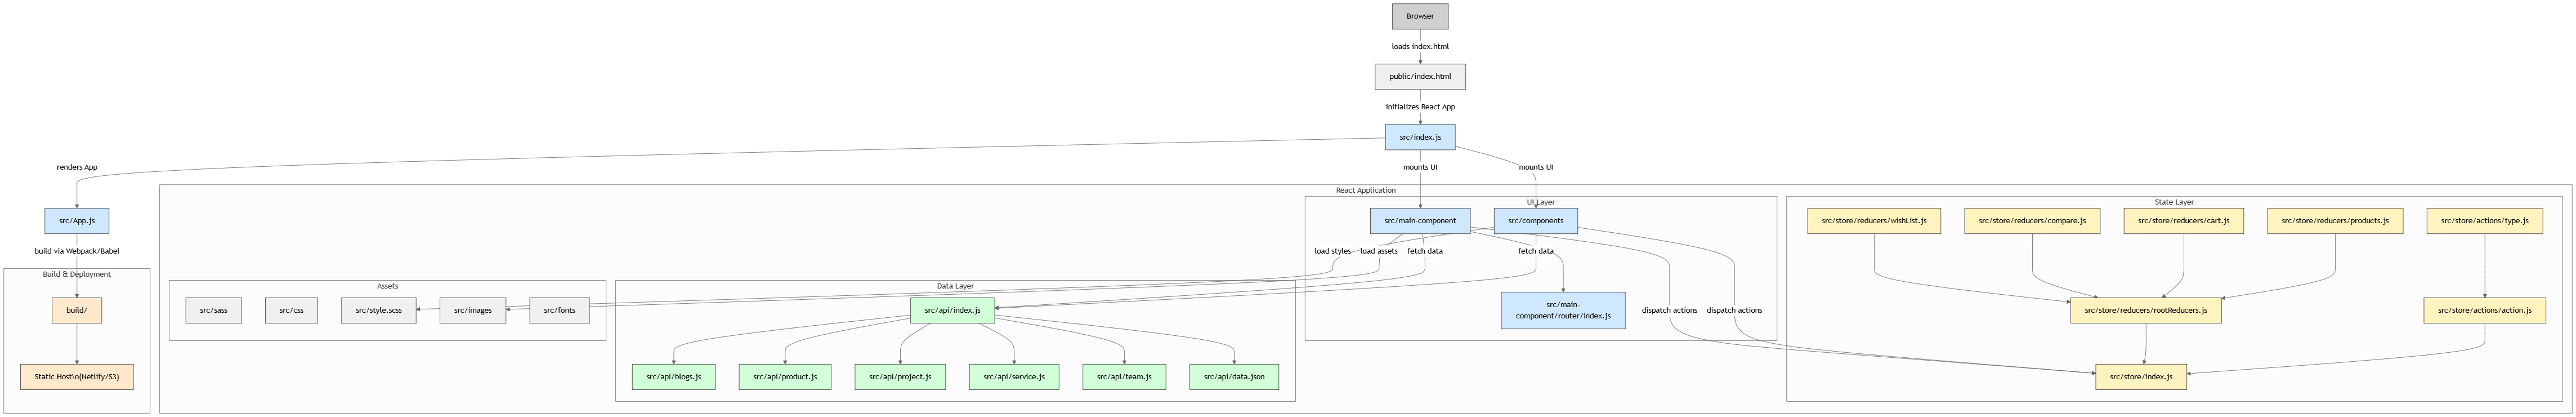 Browser
loads index.html
public/index.html
initializes React App
src/index.js
renders App
mounts UI
mounts UI
React Application
src/App.js
UI Layer
src/main-component
src/components
State Layer
src/store/reducers/wishList.js
src/store/reducers/compare.js
src/store/reducers/cart.js
src/store/reducers/products.js
src/store/actions/type.js
build via Webpack/Babel
load styles
load assets
fetch data
fetch data
Build & Deployment
build/
Static Host\n(Netlify/S3)
Assets
src/sass
src/css
src/style.scss
src/images
src/fonts
Data Layer
src/api/index.js
src/api/blogs.js
src/api/product.js
src/api/project.js
src/api/service.js
src/api/team.js
src/api/data.json
src/main-
component/router/index.js
dispatch actions
dispatch actions
src/store/reducers/rootReducers.js
src/store/actions/action.js
src/store/index.js